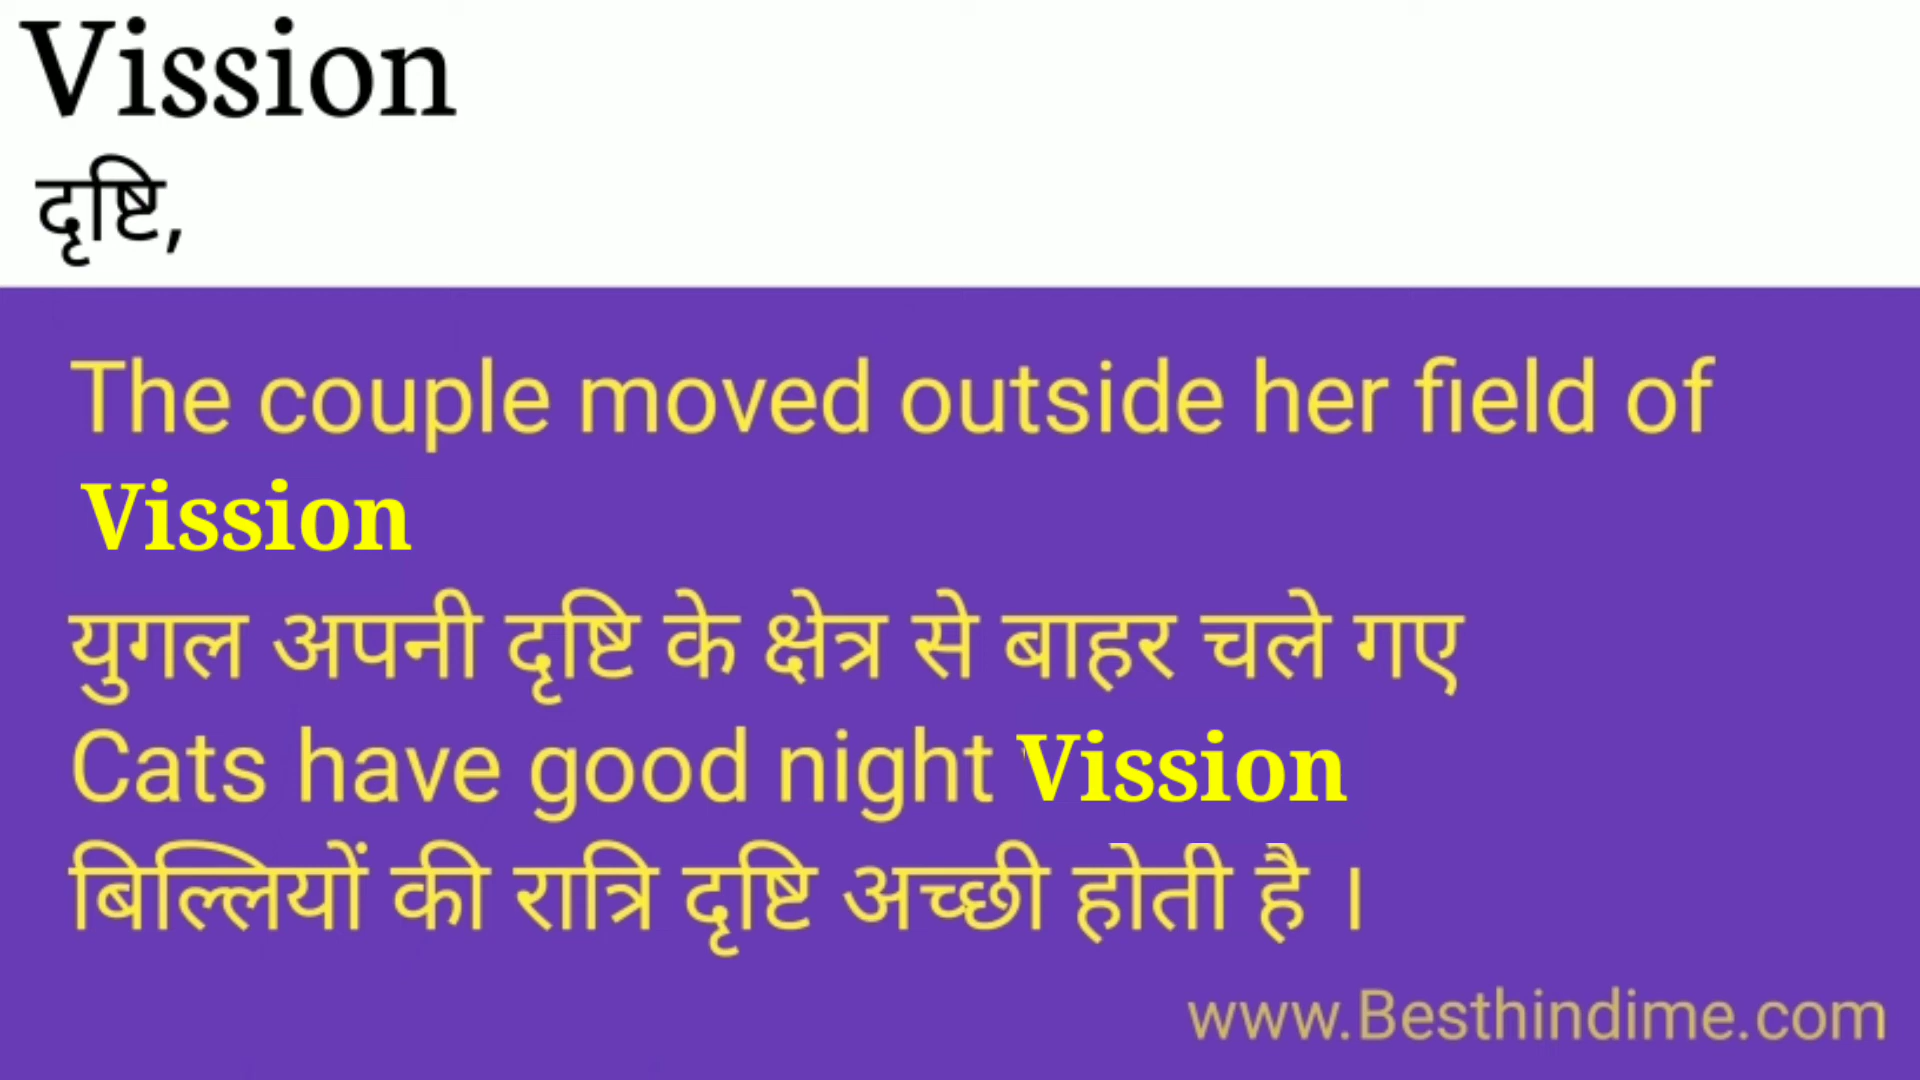 Vission
दृष्टि,
The couple moved outside her field of
Vission
युगल अपनी दृष्टि के क्षेत्र से बाहर चले गए
Cats have good night Vission
बिल्लियों की रात्रि दृष्टि अच्छी होती है ।
www.Besthindime.com